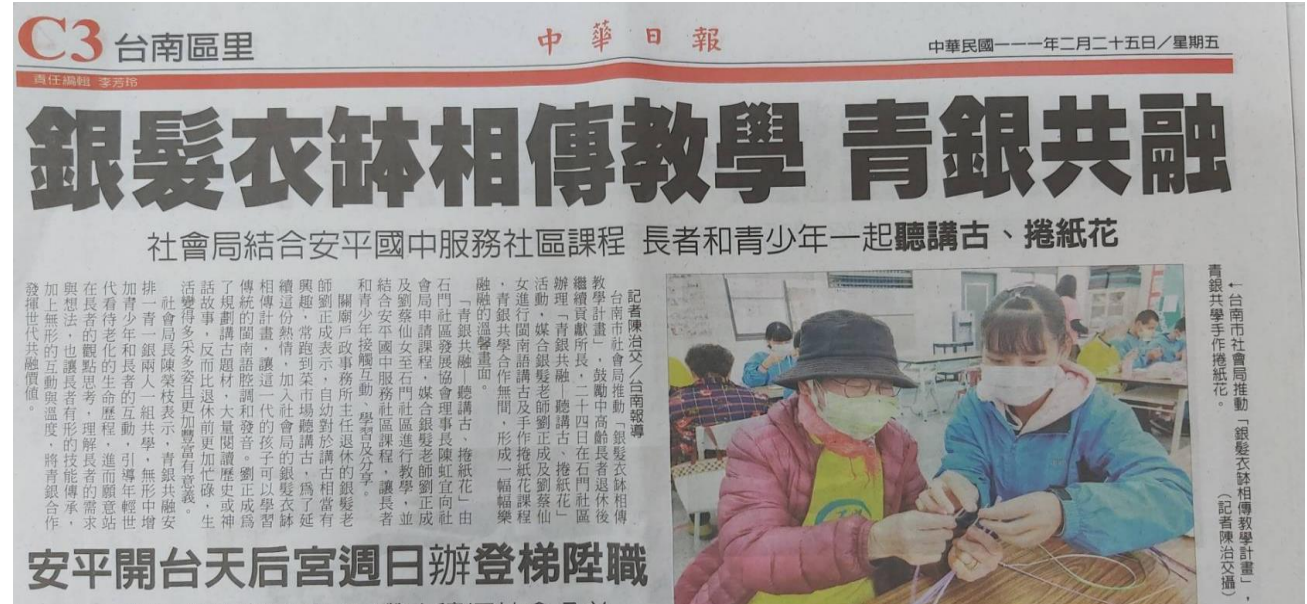 C3 台南區里
中華日報
中華民國一一一年二月二十五日／星期五
責任編輯 李芳玲
銀髮衣缽相傳教學 青銀共融
社會局結合安平國中服務社區課程 長者和青少年一起聽講古、捲紙花
記者陳治交／台南報導
台南市社會局推動「銀髮衣缽相傳
教學計畫」，鼓勵中高齡長者退休後
繼續貢獻所長，二十四日在石門社區
辦理「青銀共融，聽講古、捲紙花」
活動，媒合銀髮老師劉正成及劉蔡仙
女進行閩南語講古及手作捲紙花課程
，青銀共學合作無間，形成一幅幅樂
融融的溫馨畫面。
「青銀共融，聽講古、捲紙花」由
石門社區發展協會理事長陳虹宜向社
會局申請課程，媒合銀髮老師劉正成
及劉蔡仙女至石門社區進行教學，並
結合安平國中服務社區課程，讓長者
和青少年接觸互動，學習及分享。
關廟戶政事務所主任退休的銀髮老
師劉正成表示，自幼對於講古相當有
興趣，常跑到菜市場聽講古，為了延
續這份熱情，加入社會局的銀髮衣缽
相傳計畫，讓這一代的孩子可以學習
傳統的閩南語腔調和發音。劉正成為
了規劃講古題材，大量閱讀歷史或神
話故事，反而比退休前更加忙碌，生
活變得多采多姿且更加豐富有意義。
社會局長陳榮枝表示，青銀共融安
排一青一銀兩人一組共學，無形中增
加青少年和長者的互動，引導年輕世
代看待老化的生命歷程，進而願意站
在長者的觀點思考，理解長者的需求
與想法，也讓長者有形的技能傳承，
加上無形的互動與溫度，將青銀合作
發揮世代共融價值。
←台南市社會局推動「銀髮衣缽相傳教學計畫」，
青銀共學手作捲紙花。
（記者陳治交攝）
安平開台天后宮週日辦登梯陞職